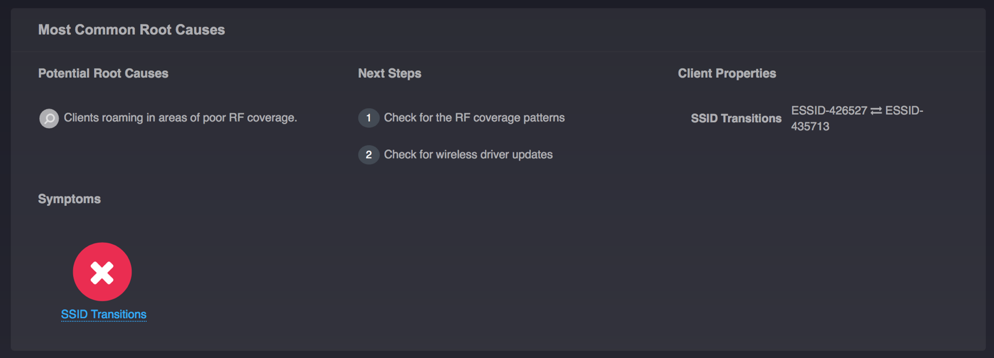 Most Common Root Causes
Potential Root Causes
Clients roaming in areas of poor RF coverage.
Next Steps
1 Check for the RF coverage patterns
2 Check for wireless driver updates
Client Properties
SSID Transitions
ESSID-426527 ⇄ ESSID-
435713
Symptoms
SSID Transitions